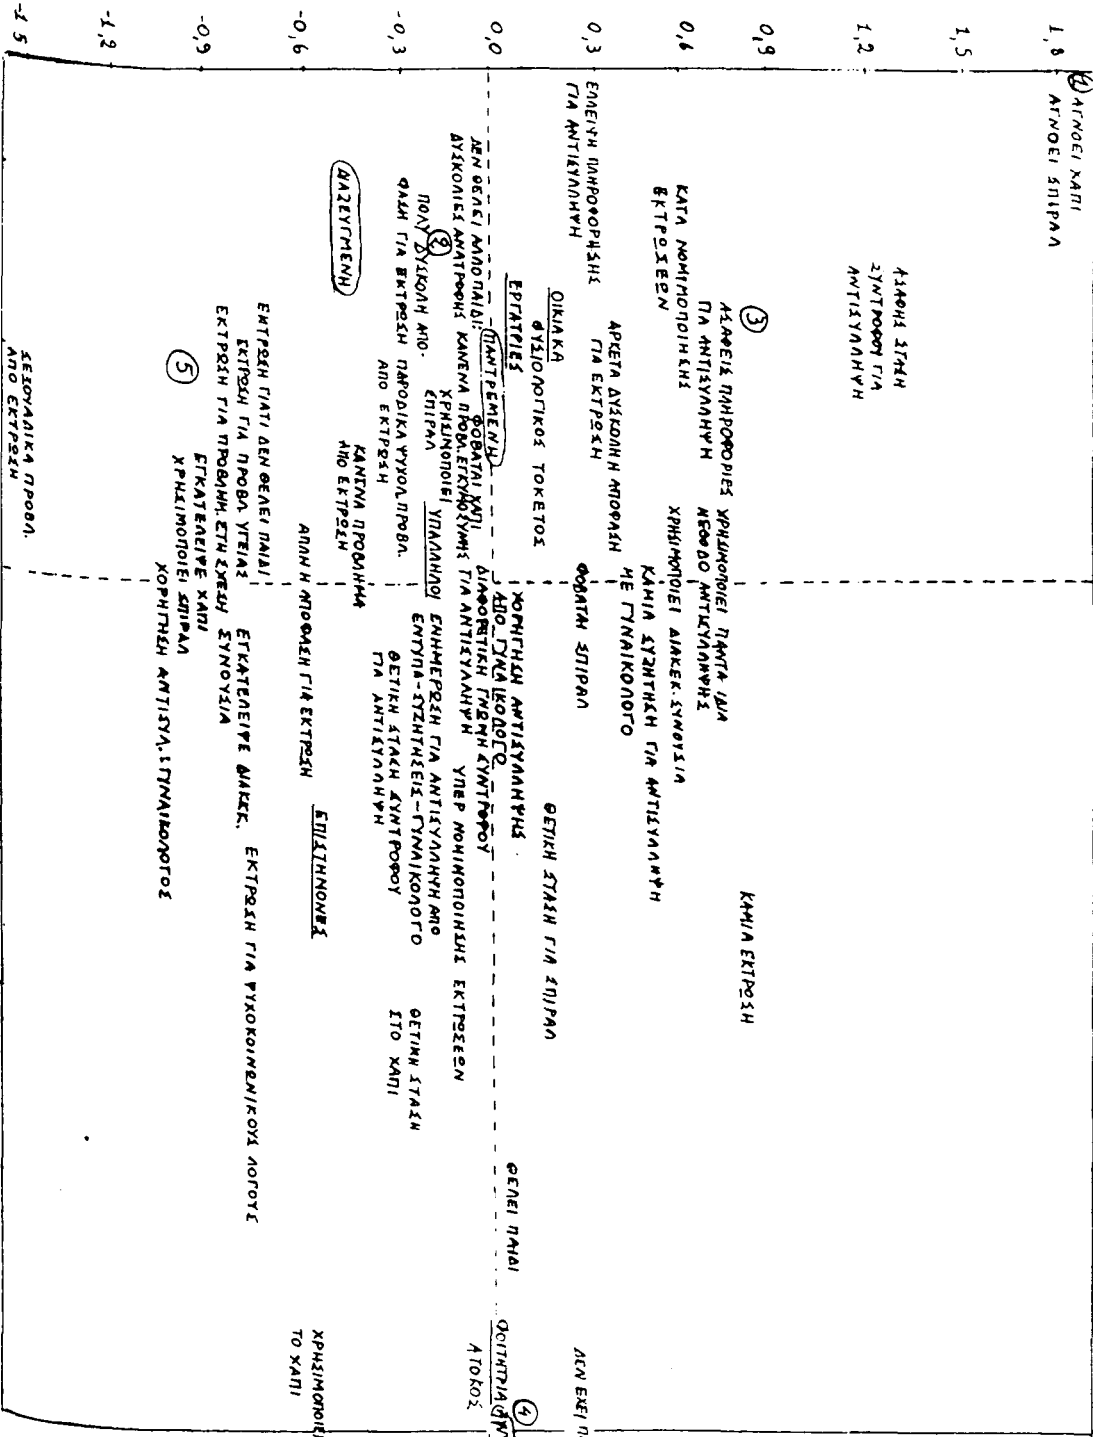 1,8
1,5
1,2
0,9
0,6
0,3
0,0
-0,3
-0,6
-0,9
-1,2
-1 5
① ΑΓΝΟΕΙ ΧΑΠΙ
ΑΓΝΟΕΙ ΣΠΙΡΑΛ
ΑΣΑΦΗΣ ΣΤΑΣΗ
ΣΥΝΤΡΟΦΟΥ ΓΙΑ
ΑΝΤΙΣΥΛΛΗΨΗ
③
ΑΣΑΦΕΙΣ ΠΛΗΡΟΦΟΡΙΕΣ
ΓΙΑ ΑΝΤΙΣΥΛΛΗΨΗ
ΚΑΤΑ ΝΟΜΙΜΟΠΟΙΗΣΗΣ
ΕΚΤΡΩΣΕΩΝ
ΧΡΗΣΙΜΟΠΟΙΕΙ ΠΑΝΤΑ ΙΔΙΑ
ΜΕΘΟΔΟ ΑΝΤΙΣΥΛΛΗΨΗΣ
ΧΡΗΣΙΜΟΠΟΙΕΙ ΔΙΑΚΕΚ. ΣΥΝΟΥΣΙΑ
ΚΑΜΙΑ ΣΥΖΗΤΗΣΗ ΓΙΑ ΑΝΤΙΣΥΛΛΗΨΗ
ΜΕ ΓΥΝΑΙΚΟΛΟΓΟ
ΚΑΜΙΑ ΕΚΤΡΩΣΗ
ΕΛΛΕΙΨΗ ΠΛΗΡΟΦΟΡΗΣΗΣ
ΓΙΑ ΑΝΤΙΣΥΛΛΗΨΗ
ΑΡΚΕΤΑ ΔΥΣΚΟΛΗ ΑΠΟΦΑΣΗ
ΓΙΑ ΕΚΤΡΩΣΗ
ΦΟΒΑΤΑΙ ΣΠΙΡΑΛ
ΔΕΝ ΕΧΕΙ Π.
ΟΙΚΙΑΚΑ
ΦΥΣΙΟΛΟΓΙΚΟΣ ΤΟΚΕΤΟΣ
ΘΕΤΙΚΗ ΣΤΑΣΗ ΓΙΑ ΣΠΙΡΑΛ
ΕΡΓΑΤΡΙΕΣ
ΧΟΡΗΓΗΣΗ ΑΝΤΙΣΥΛΛΗΨΗΣ
ΑΠΟ ΓΥΝΑΙΚΟΛΟΓΟ
ΘΕΛΕΙ ΠΑΙΔΙ
④
ΦΟΙΤΗΤΡΙΑ
ΑΤΟΚΟΣ
ΠΑΝΤΡΕΜΕΝΗ
ΔΕΝ ΘΕΛΕΙ ΑΛΛΟ ΠΑΙΔΙ:
ΔΥΣΚΟΛΙΕΣ ΑΝΑΤΡΟΦΗΣ
ΦΟΒΑΤΑΙ ΧΑΠΙ
ΚΑΝΕΝΑ ΠΡΟΒΛ. ΕΓΚΥΜΟΣΥΝΗΣ
ΔΙΑΦΟΡΕΤΙΚΗ ΓΝΩΜΗ ΣΥΝΤΡΟΦΟΥ
ΓΙΑ ΑΝΤΙΣΥΛΛΗΨΗ
ΥΠΕΡ ΝΟΜΙΜΟΠΟΙΗΣΗΣ ΕΚΤΡΩΣΕΩΝ
②
ΠΟΛΥ ΔΥΣΚΟΛΗ ΑΠΟ-
ΦΑΣΗ ΓΙΑ ΕΚΤΡΩΣΗ
ΧΡΗΣΙΜΟΠΟΙΕΙ
ΣΠΙΡΑΛ
ΥΠΑΛΛΗΛΟΙ
ΕΝΗΜΕΡΩΣΗ ΓΙΑ ΑΝΤΙΣΥΛΛΗΨΗ ΑΠΟ
ΕΝΤΥΠΑ-ΣΥΖΗΤΗΣΕΙΣ-ΓΥΝΑΙΚΟΛΟΓΟ
ΠΑΡΟΔΙΚΑ ΨΥΧΟΛ. ΠΡΟΒΛ.
ΑΠΟ ΕΚΤΡΩΣΗ
ΘΕΤΙΚΗ ΣΤΑΣΗ ΣΥΝΤΡΟΦΟΥ
ΓΙΑ ΑΝΤΙΣΥΛΛΗΨΗ
ΘΕΤΙΚΗ ΣΤΑΣΗ
ΣΤΟ ΧΑΠΙ
ΔΙΑΖΕΥΓΜΕΝΗ
ΚΑΝΕΝΑ ΠΡΟΒΛΗΜΑ
ΑΠΟ ΕΚΤΡΩΣΗ
ΑΠΛΗ Η ΑΠΟΦΑΣΗ ΓΙΑ ΕΚΤΡΩΣΗ
ΕΠΙΣΤΗΜΟΝΕΣ
ΧΡΗΣΙΜΟΠΟΙΕΙ
ΤΟ ΧΑΠΙ
ΕΚΤΡΩΣΗ ΓΙΑΤΙ ΔΕΝ ΘΕΛΕΙ ΠΑΙΔΙ
ΕΚΤΡΩΣΗ ΓΙΑ ΠΡΟΒΛ. ΥΓΕΙΑΣ
ΕΚΤΡΩΣΗ ΓΙΑ ΠΡΟΒΛΗΜ. ΣΤΗ ΣΧΕΣΗ
ΕΓΚΑΤΕΛΕΙΨΕ ΔΙΑΚΕΚ.
ΣΥΝΟΥΣΙΑ
ΕΚΤΡΩΣΗ ΓΙΑ ΨΥΧΟΚΟΙΝΩΝΙΚΟΥΣ ΛΟΓΟΥΣ
⑤
ΕΓΚΑΤΕΛΕΙΨΕ ΧΑΠΙ
ΧΡΗΣΙΜΟΠΟΙΕΙ ΣΠΙΡΑΛ
ΧΟΡΗΓΗΣΗ ΑΝΤΙΣΥΛ.: ΓΥΝΑΙΚΟΛΟΓΟΣ
ΣΕΞΟΥΑΛΙΚΑ ΠΡΟΒΛ.
ΑΠΟ ΕΚΤΡΩΣΗ